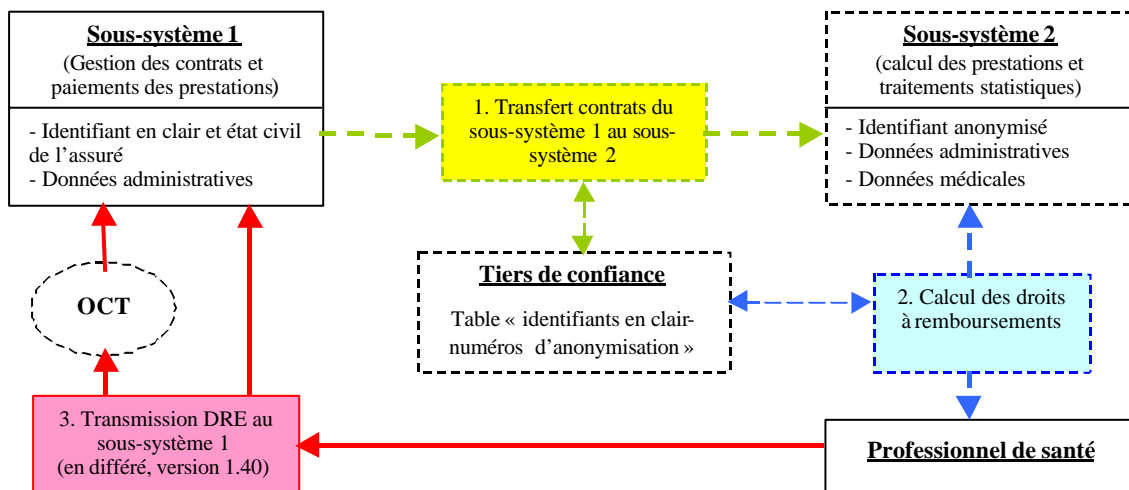 Sous-système 1
(Gestion des contrats et
paiements des prestations)
- Identifiant en clair et état civil
de l'assuré
- Données administratives
1. Transfert contrats du
sous-système 1 au sous-
système 2
Sous-système 2
(calcul des prestations et
traitements statistiques)
- Identifiant anonymisé
- Données administratives
- Données médicales
OCT
Tiers de confiance
Table « identifiants en clair-
numéros d'anonymisation »
2. Calcul des droits
à remboursements
3. Transmission DRE au
sous-système 1
(en différé, version 1.40)
Professionnel de santé